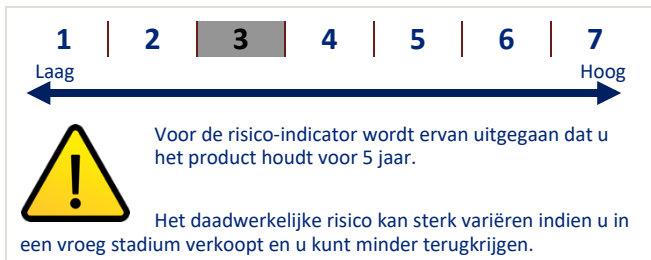 1 2 3 4 5 6 7
Laag Hoog
Voor de risico-indicator wordt ervan uitgegaan dat u
het product houdt voor 5 jaar.
Het daadwerkelijke risico kan sterk variëren indien u in
een vroeg stadium verkoopt en u kunt minder terugkrijgen.